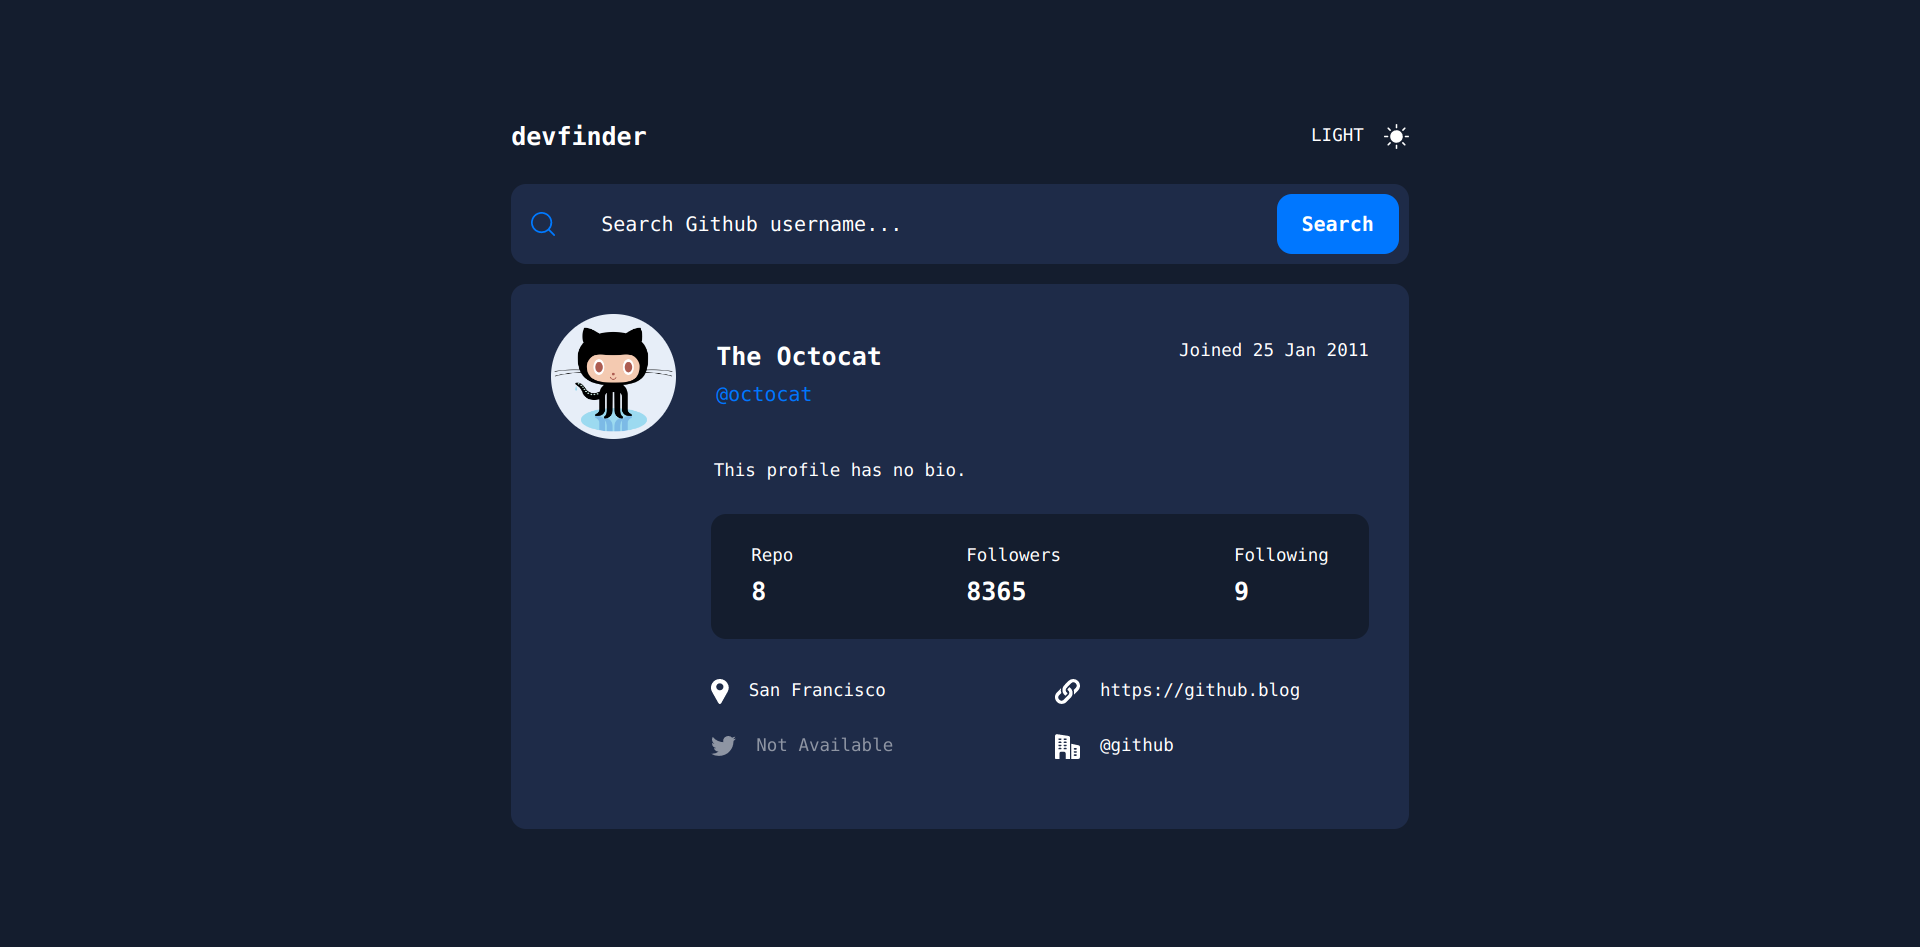 devfinder
LIGHT
Search Github username...
Search
The Octocat
Joined 25 Jan 2011
@octocat
This profile has no bio.
Repo Followers Following
8 8365 9
San Francisco
https://github.blog
Not Available
@github